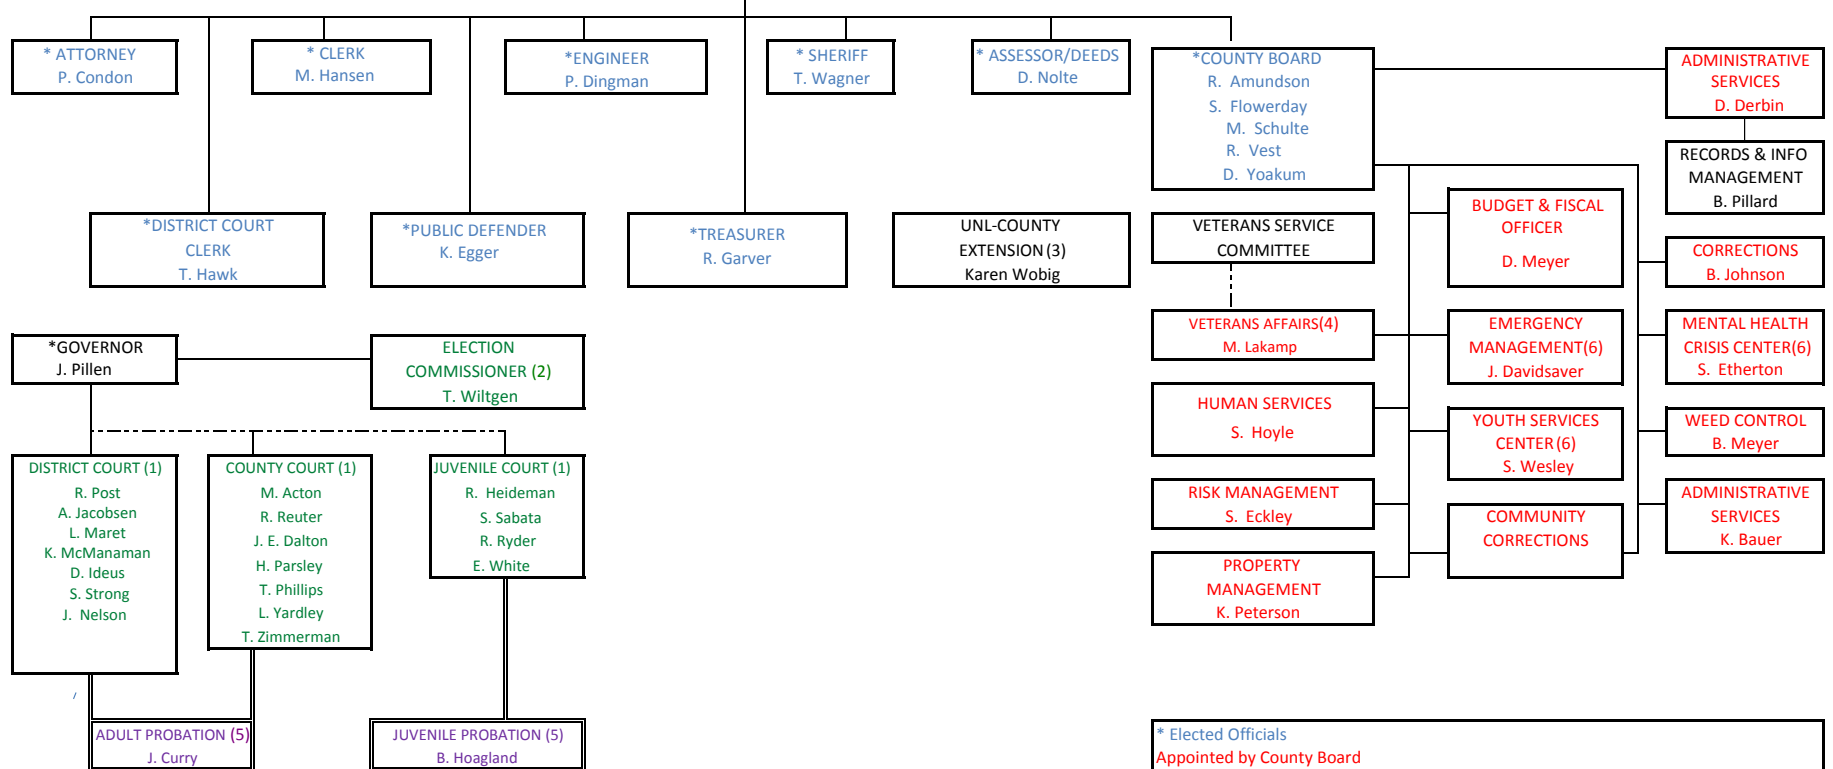 * ATTORNEY
P. Condon
* CLERK
M. Hansen
*ENGINEER
P. Dingman
* SHERIFF
T. Wagner
* ASSESSOR/DEEDS
D. Nolte
*COUNTY BOARD
R. Amundson
S. Flowerday
M. Schulte
R. Vest
D. Yoakum
ADMINISTRATIVE
SERVICES
D. Derbin
RECORDS & INFO
MANAGEMENT
B. Pillard
*DISTRICT COURT
CLERK
T. Hawk
*PUBLIC DEFENDER
K. Egger
*TREASURER
R. Garver
UNL-COUNTY
EXTENSION (3)
Karen Wobig
VETERANS SERVICE
COMMITTEE
BUDGET & FISCAL
OFFICER
D. Meyer
CORRECTIONS
B. Johnson
*GOVERNOR
J. Pillen
ELECTION
COMMISSIONER (2)
T. Wiltgen
VETERANS AFFAIRS(4)
M. Lakamp
EMERGENCY
MANAGEMENT(6)
J. Davidsaver
MENTAL HEALTH
CRISIS CENTER(6)
S. Etherton
HUMAN SERVICES
S. Hoyle
YOUTH SERVICES
CENTER (6)
S. Wesley
WEED CONTROL
B. Meyer
DISTRICT COURT (1)
R. Post
A. Jacobsen
L. Maret
K. McManaman
D. Ideus
S. Strong
J. Nelson
COUNTY COURT (1)
M. Acton
R. Reuter
J. E. Dalton
H. Parsley
T. Phillips
L. Yardley
T. Zimmerman
JUVENILE COURT (1)
R. Heideman
S. Sabata
R. Ryder
E. White
RISK MANAGEMENT
S. Eckley
COMMUNITY
CORRECTIONS
ADMINISTRATIVE
SERVICES
K. Bauer
PROPERTY
MANAGEMENT
K. Peterson
/
ADULT PROBATION (5)
J. Curry
JUVENILE PROBATION (5)
B. Hoagland
* Elected Officials
Appointed by County Board